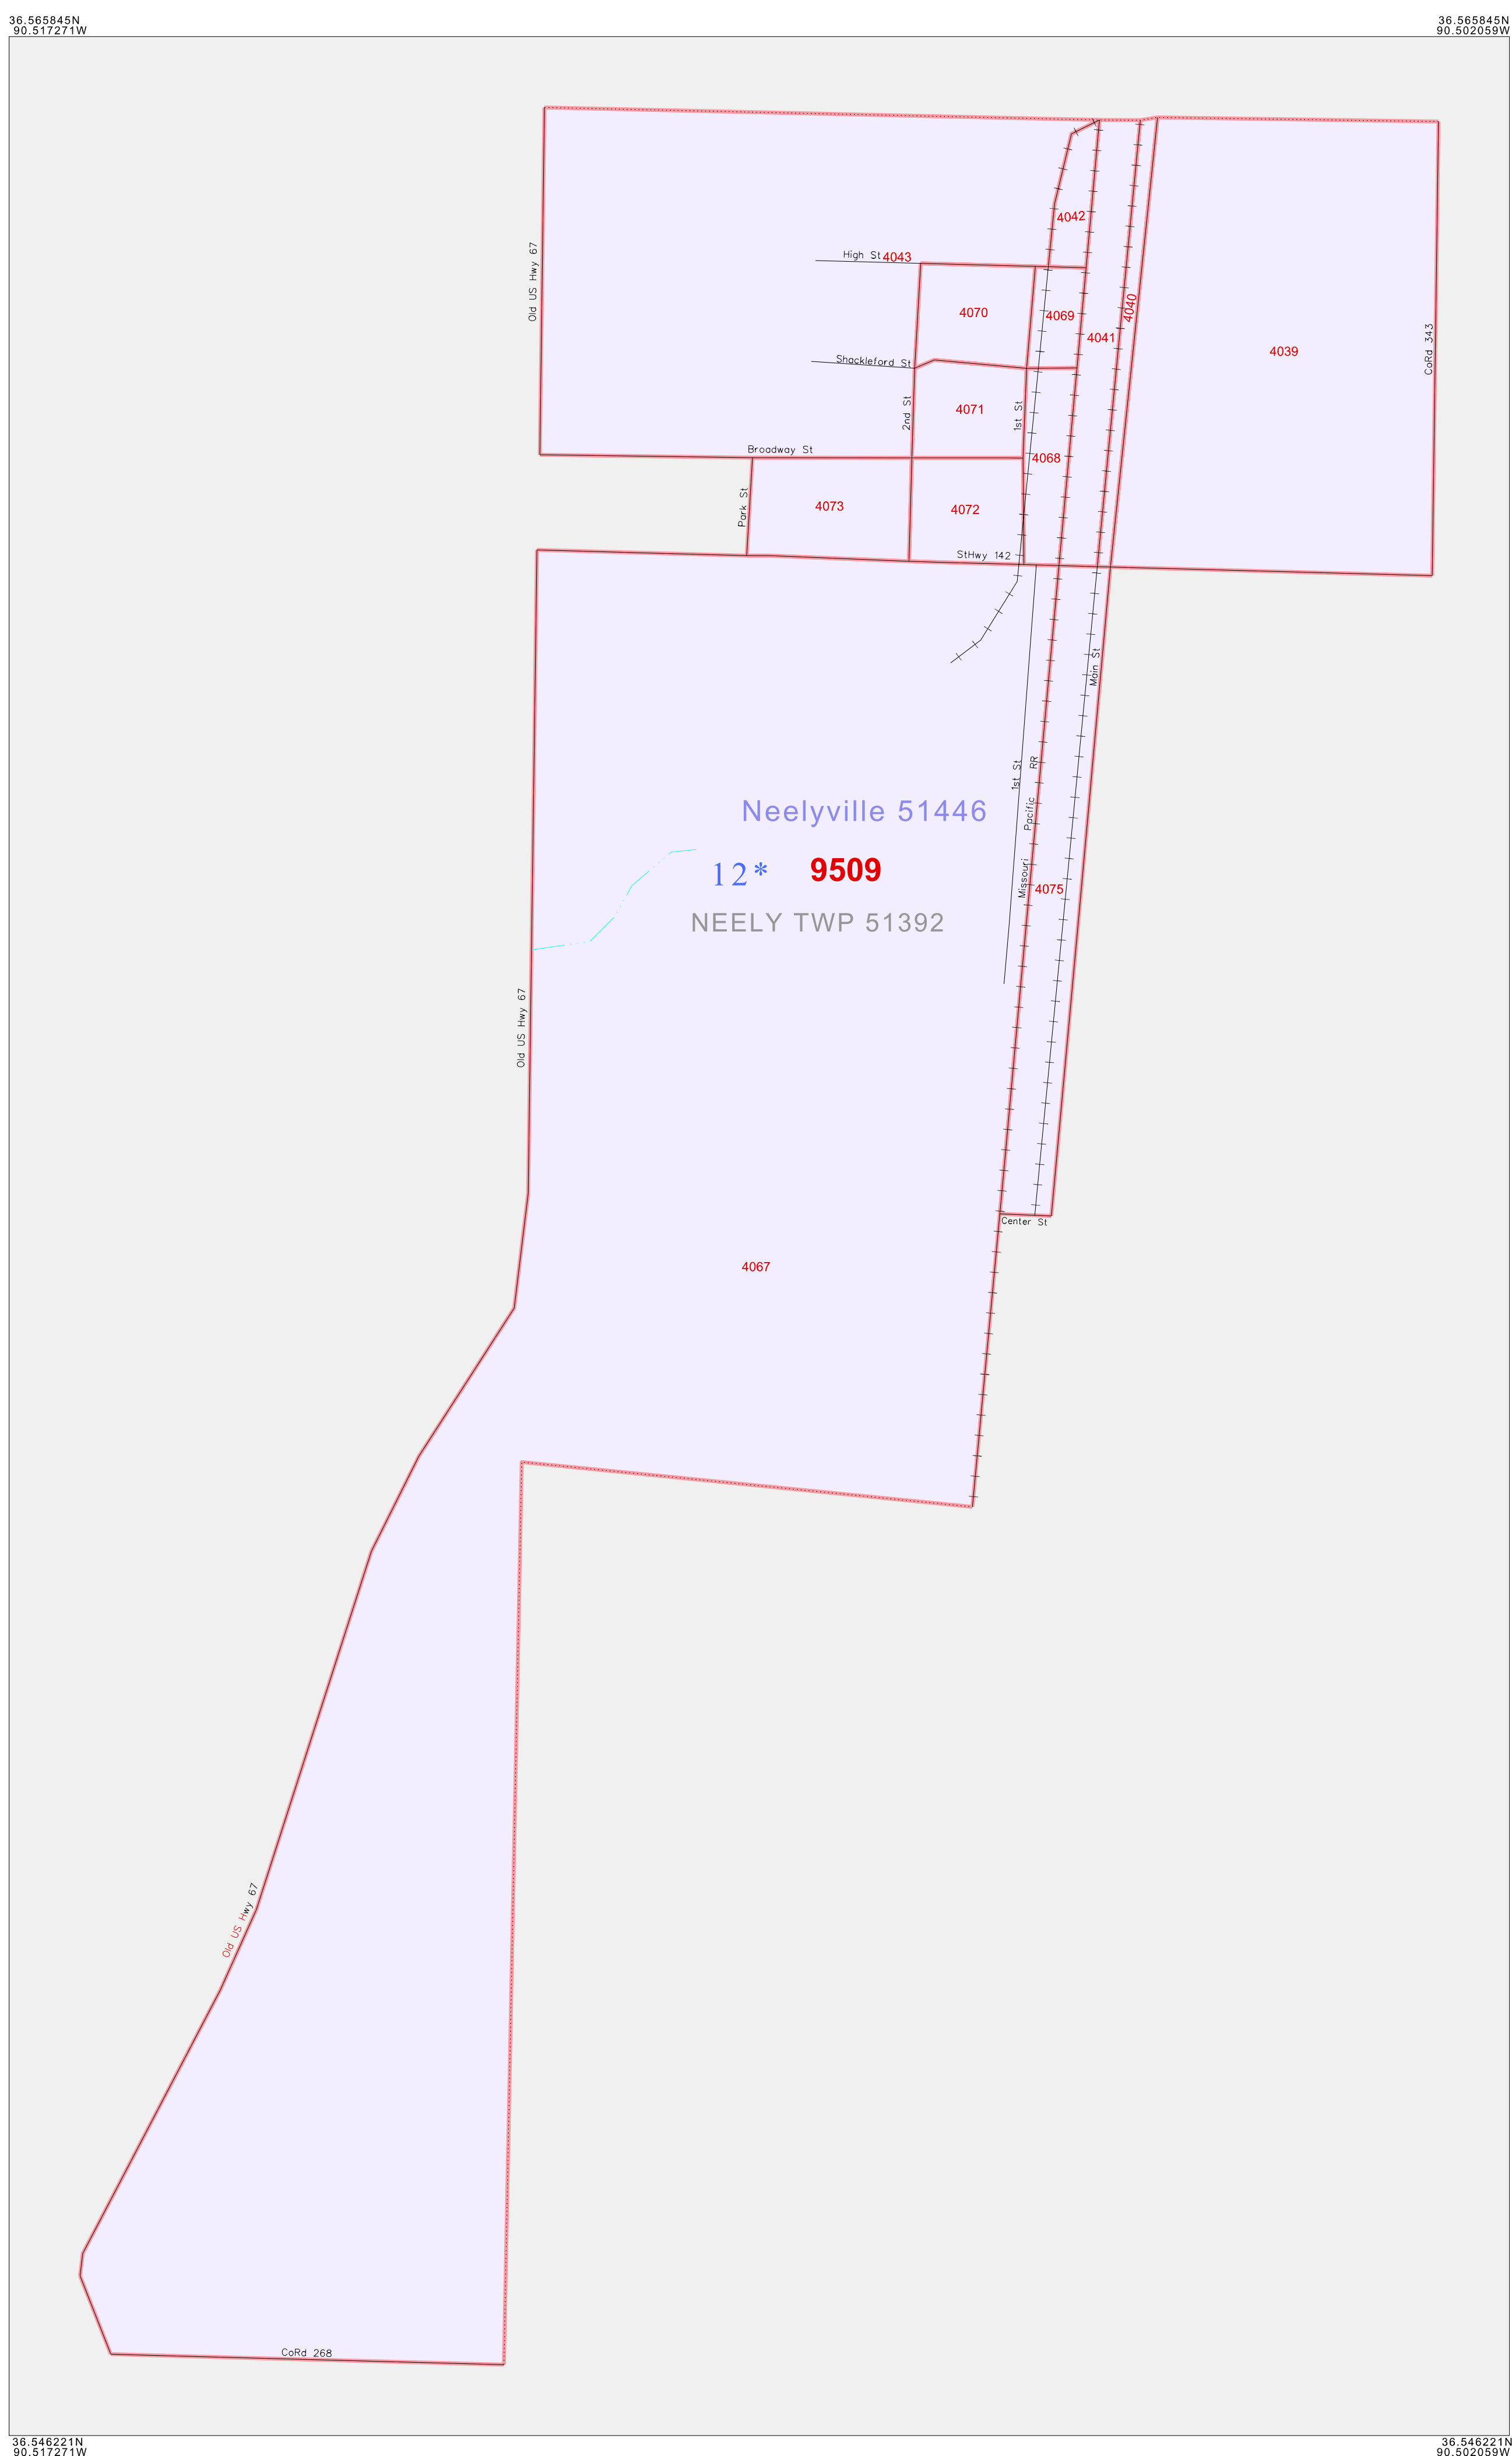 36.565845N
90.517271W
36.565845N
90.502059W
4042
High St
4043
Old US Hwy 67
4070
4069
4040
4041
4039
CoRd 343
Shackleford St
2nd St
4071
1st St
Broadway St
4068
Park St
4073
4072
StHwy 142
Main St
1st St
Missouri Pacific RR
Neelyville 51446
12* 9509
NEELY TWP 51392
4075
Old US Hwy 67
Center St
4067
Old US Hwy 67
CoRd 268
36.546221N
90.517271W
36.546221N
90.502059W